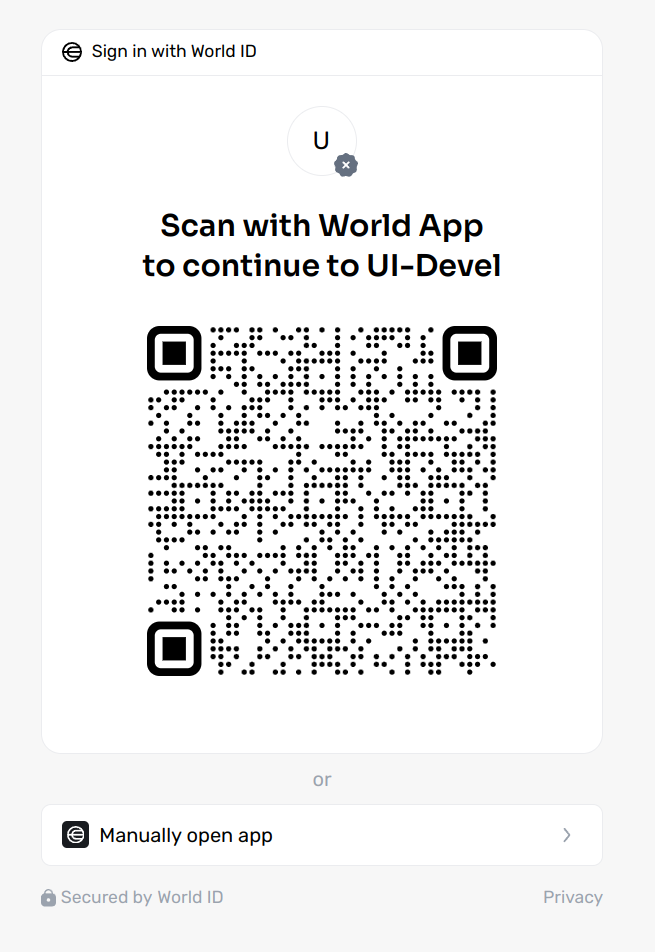 Sign in with World ID
U
Scan with World App
to continue to UI-Devel
or
Manually open app
Secured by World ID
Privacy